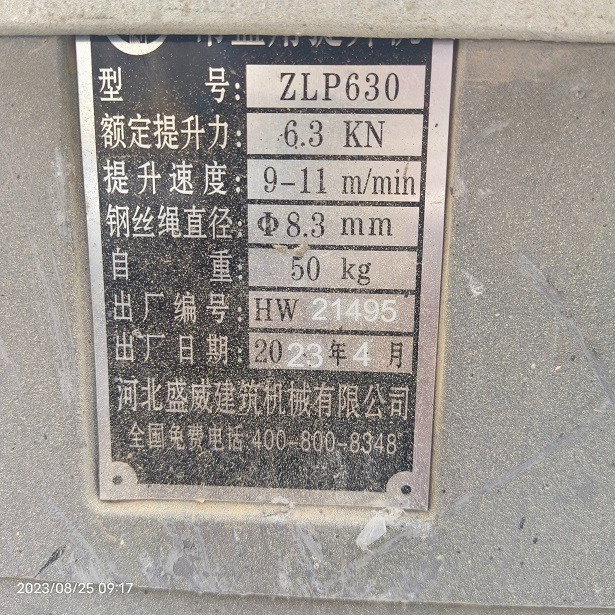 型 号: ZLP630
额定提升力: 6.3 KN
提升速度: 9-11 m/min
钢丝绳直径: Φ8.3 mm
自 重: 50 kg
出厂编号: HW 21495
出厂日期: 2023年4月
河北盛威建筑机械有限公司
全国免费电话:400-800-8348
2023/08/25 09:17